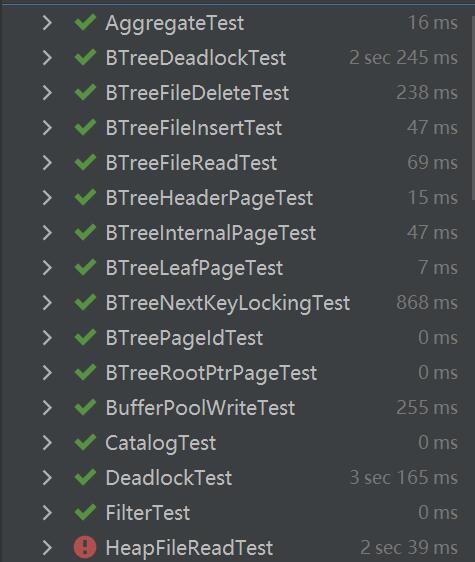 AggregateTest 16 ms
BTreeDeadlockTest 2 sec 245 ms
BTreeFileDeleteTest 238 ms
BTreeFileInsertTest 47 ms
BTreeFileReadTest 69 ms
BTreeHeaderPageTest 15 ms
BTreeInternalPageTest 47 ms
BTreeLeafPageTest 7 ms
BTreeNextKeyLockingTest 868 ms
BTreePageIdTest 0 ms
BTreeRootPtrPageTest 0 ms
BufferPoolWriteTest 255 ms
CatalogTest 0 ms
DeadlockTest 3 sec 165 ms
FilterTest 0 ms
HeapFileReadTest 2 sec 39 ms